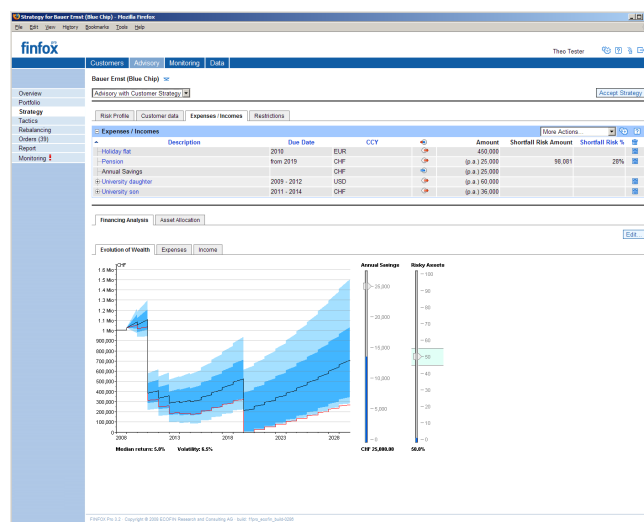 Strategy for Bauer Ernst (Blue Chip) - Mozilla Firefox
File Edit View History Bookmarks Tools Help
finfox
Theo Tester
Customers Advisory Monitoring Data
Bauer Ernst (Blue Chip)
Advisory with Customer Strategy
Accept Strategy
Overview
Portfolio
Strategy
Tactics
Rebalancing
Orders (39)
Report
Monitoring !
Risk Profile Customer data Expenses / Incomes Restrictions
Expenses / Incomes More Actions...
Description Due Date CCY Amount Shortfall Risk Amount Shortfall Risk %
Holiday flat 2010 EUR 450,000
Pension from 2019 CHF (p.a.) 25,000 98,081 28%
Annual Savings CHF (p.a.) 25,000
University daughter 2009 - 2012 USD (p.a.) 60,000
University son 2011 - 2014 CHF (p.a.) 36,000
Financing Analysis Asset Allocation
Edit...
Evolution of Wealth Expenses Income
CHF Annual Savings Risky Assets
1.6 Mio
1.5 Mio
1.4 Mio
1.3 Mio
1.2 Mio
1.1 Mio
1 Mio
900,000
800,000
700,000
600,000
500,000
400,000
300,000
200,000
100,000
0
2008 2013 2018 2023 2028
25,000
20,000
15,000
10,000
5,000
0
100
90
80
70
60
50
40
30
20
10
0
Median return: 5.0% Volatility: 6.5% CHF 25,000.00 50.0%